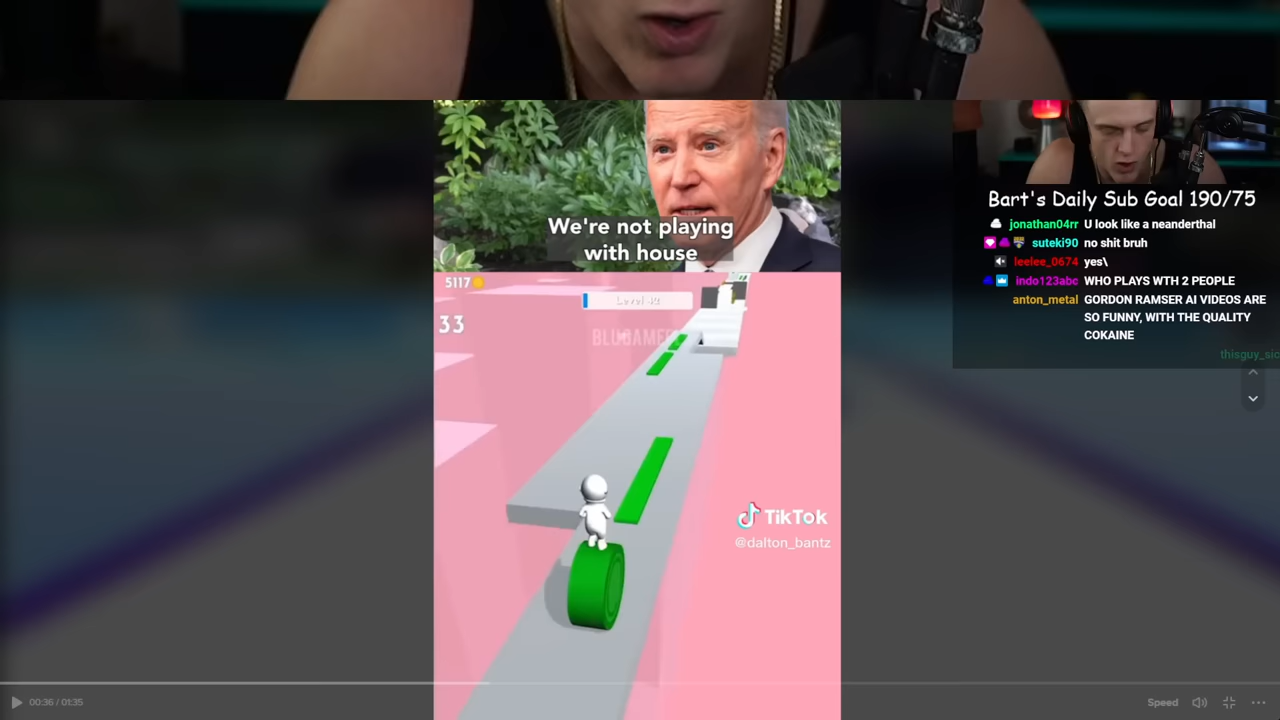 We're not playing
with house
5117
Level 42
33
TikTok
@dalton_bantz
Bart's Daily Sub Goal 190/75
jonathan04rr U look like a neanderthal
suteki90 no shit bruh
leelee_0674 yes\
indo123abc WHO PLAYS WTH 2 PEOPLE
anton_metal GORDON RAMSER AI VIDEOS ARE
SO FUNNY, WITH THE QUALITY
COKAINE
00:36 / 01:35
Speed